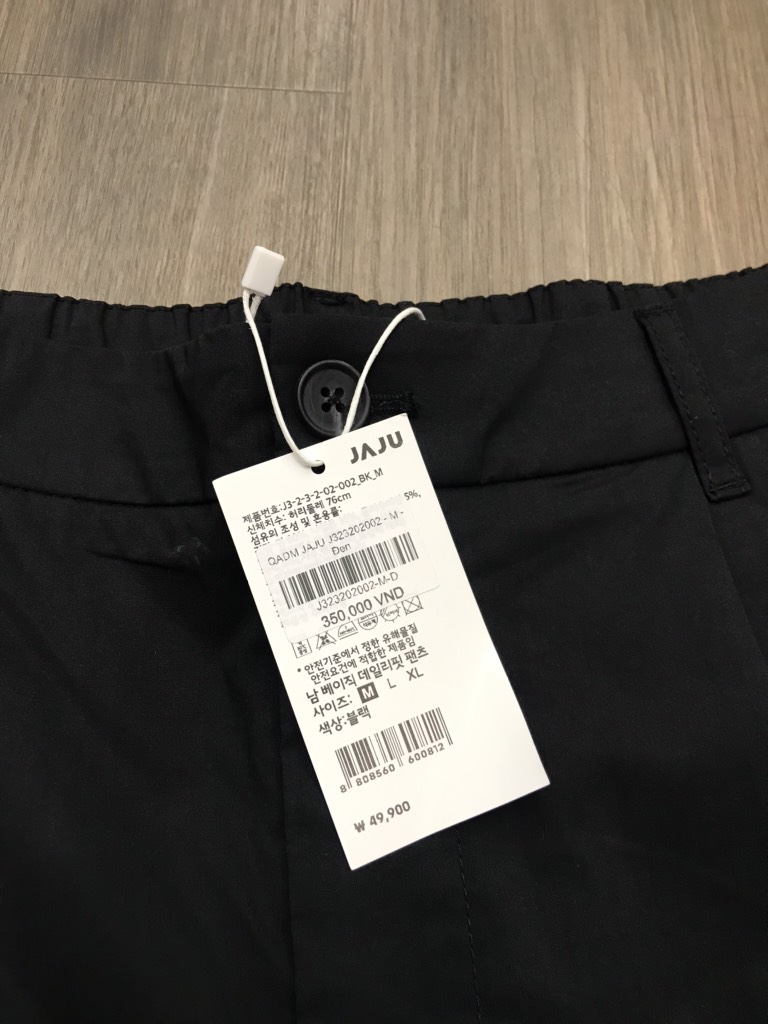 JAJU
제품번호:J3-2-3-2-02-002_BK_M
신체치수: 허리둘레 76cm
섬유의 조성 및 혼용률:
5%,
QADM JAJU J323202002 - M -
Den
J323202002-M-D
350,000 VND
* 안전기준에서 정한 유해물질
안전요건에 적합한 제품임
남 베이직 데일리핏 팬츠
사이즈: M L XL
색상:블랙
8 808560 600812
₩ 49,900